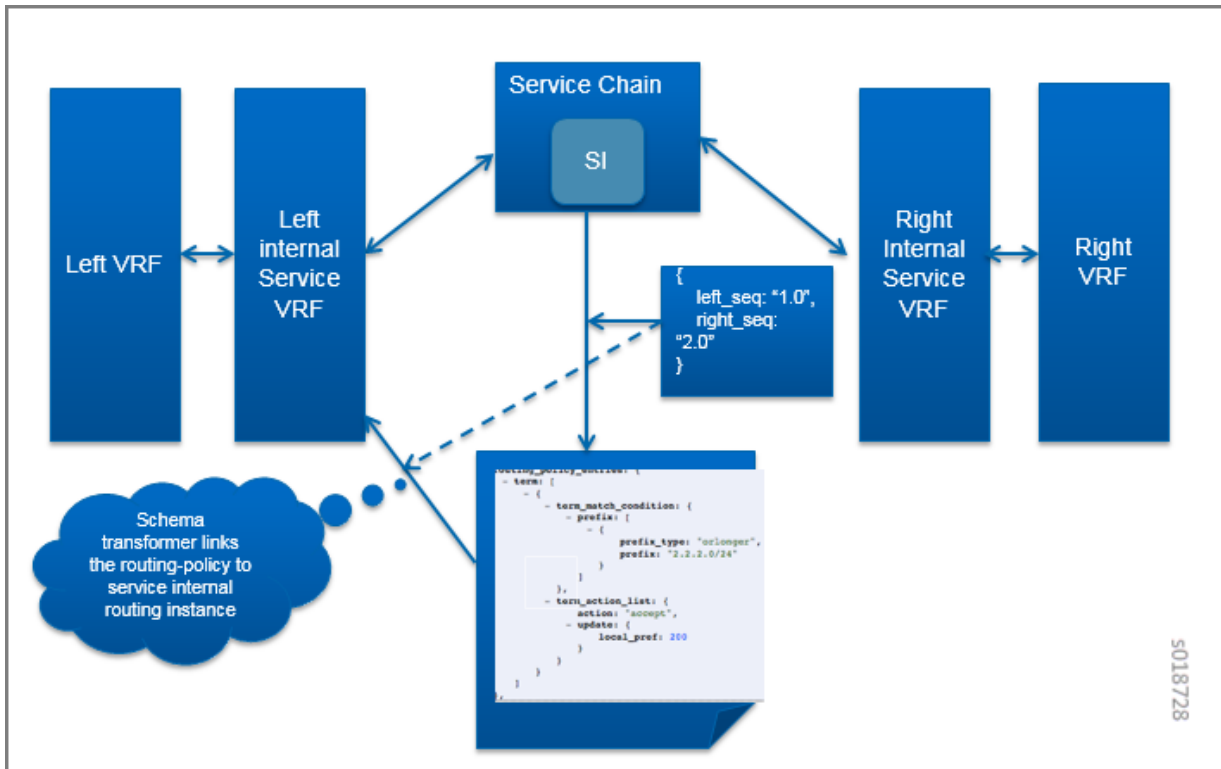 Service Chain
SI
Left VRF
Left
internal
Service
VRF
Right
Internal
Service
VRF
Right
VRF
{
left_seq: “1.0”,
right_seq:
“2.0”
}
Schema
transformer links
the routing-policy to
service internal
routing instance
routing_policy_entries: {
- term: [
- {
- term_match_condition: {
- prefix: [
- {
prefix_type: "orlonger",
prefix: "2.2.2.0/24"
}
]
},
- term_action_list: {
action: "accept",
- update: {
local_pref: 200
}
}
}
]
},
s018728